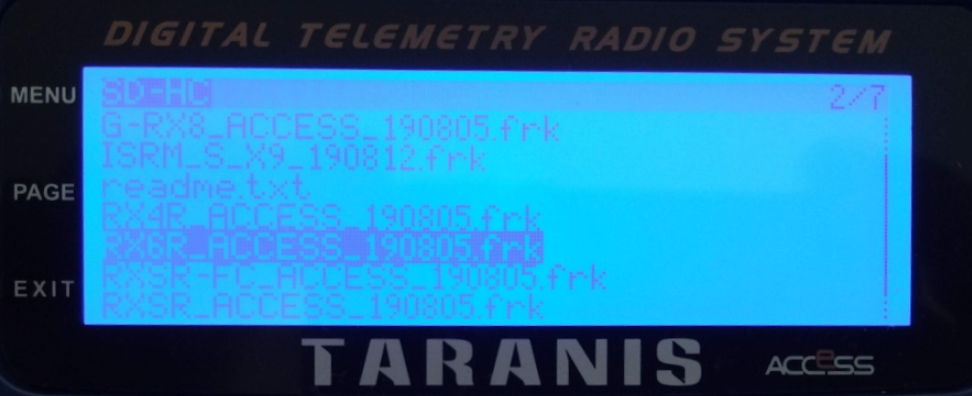 DIGITAL TELEMETRY RADIO SYSTEM
MENU
SD-HC 2/7
G-RX8_ACCESS_190805.frk
ISRM_S_X9_190812.frk
readme.txt
PAGE
RX4R_ACCESS_190805.frk
RX6R_ACCESS_190805.frk
EXIT
RXSR-FC_ACCESS_190805.frk
RXSR_ACCESS_190805.frk
TARANIS
ACCESS